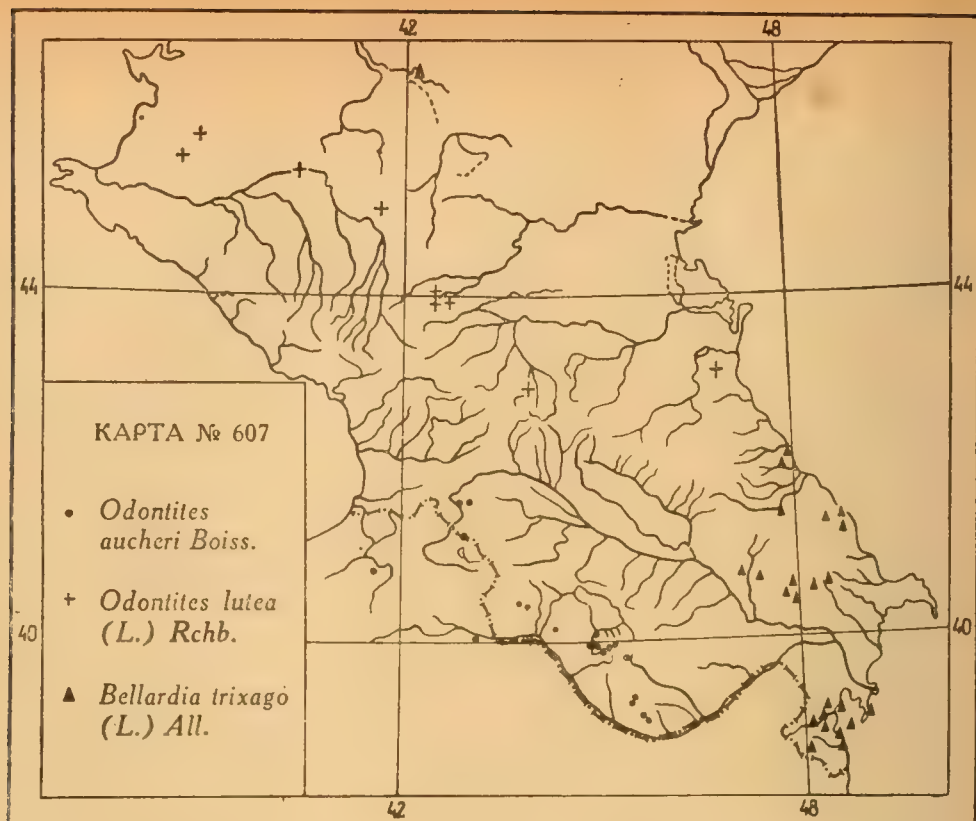 42 48
44 44
КАРТА № 607
• Odontites
aucheri Boiss.
+ Odontites lutea
(L.) Rchb.
▲ Bellardia trixago
(L.) All.
40 40
42 48